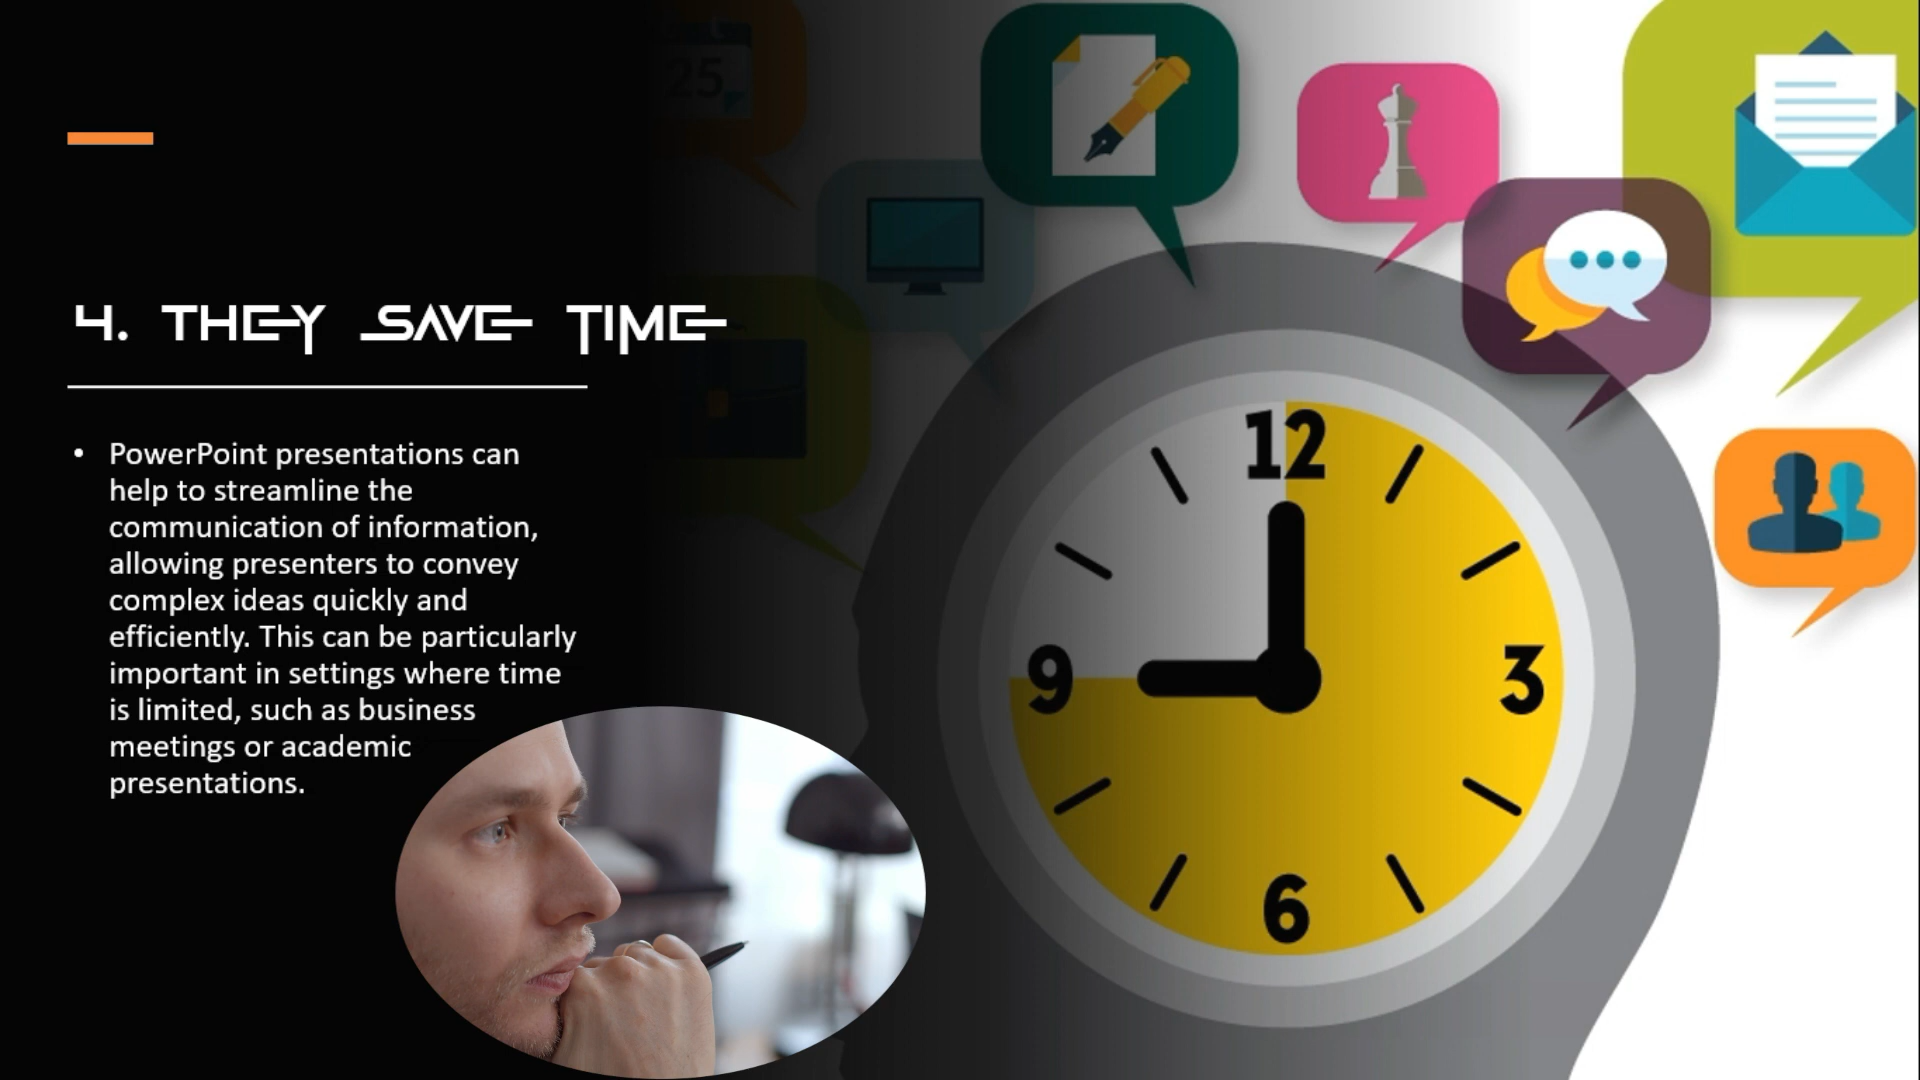 25
4. THEY SAVE TIME
• PowerPoint presentations can
help to streamline the
communication of information,
allowing presenters to convey
complex ideas quickly and
efficiently. This can be particularly
important in settings where time
is limited, such as business
meetings or academic
presentations.
12
9
3
6